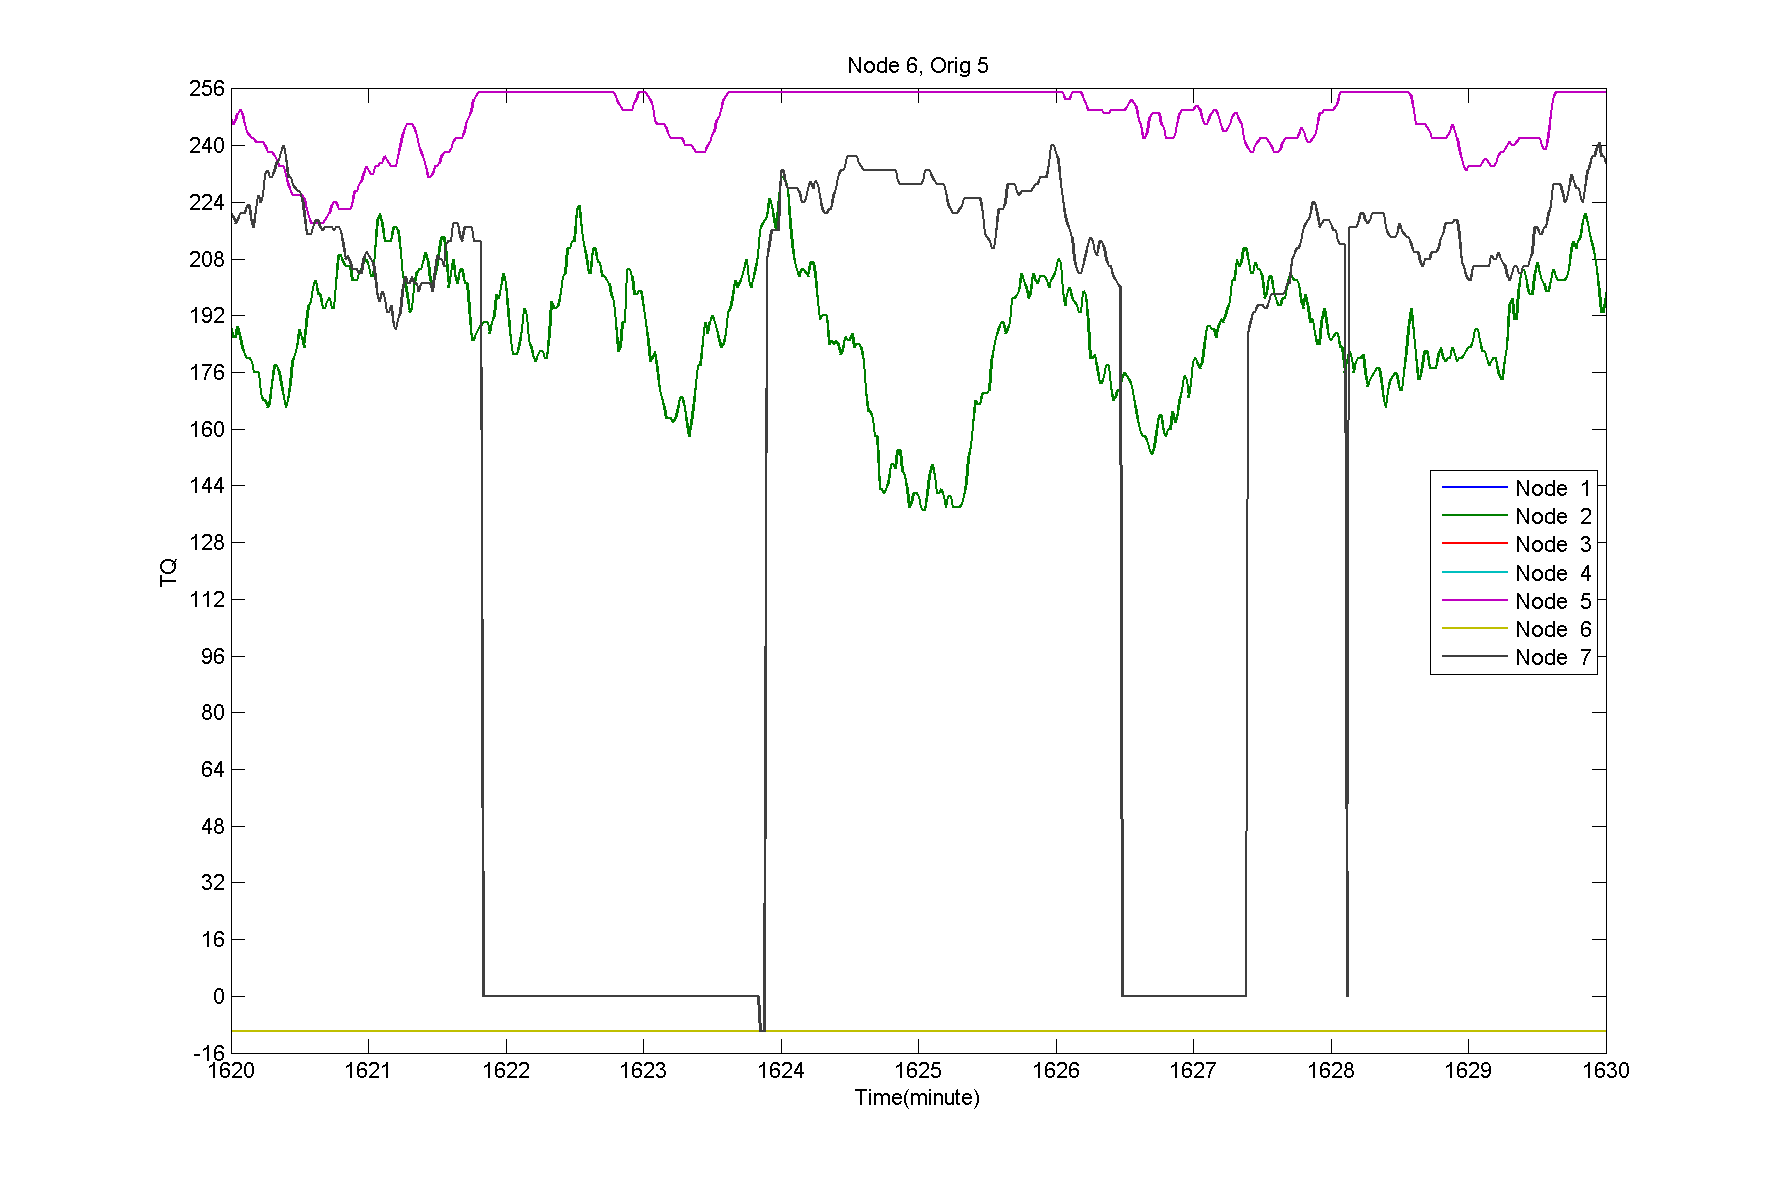 Node 6, Orig 5
256
240
224
208
192
176
160
144
128
112
96
80
64
48
32
16
0
-16
TQ
Node 1
Node 2
Node 3
Node 4
Node 5
Node 6
Node 7
1620 1621 1622 1623 1624 1625 1626 1627 1628 1629 1630
Time(minute)